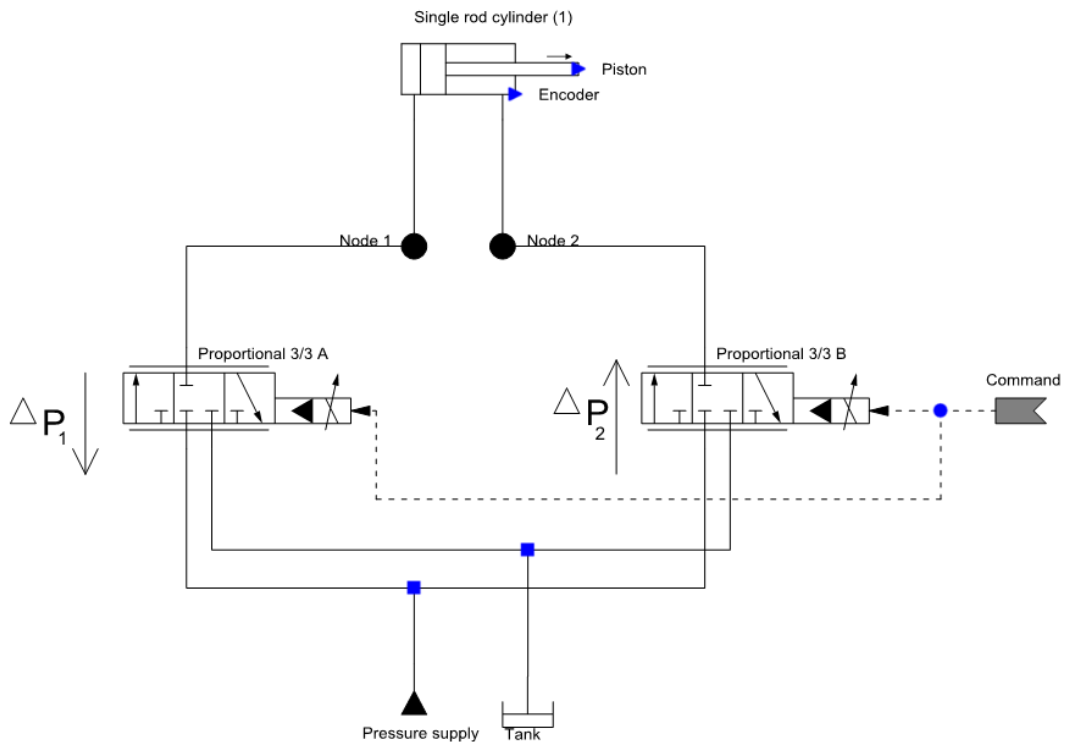 Single rod cylinder (1)
Piston
Encoder
Node 1
Node 2
Proportional 3/3 A
Proportional 3/3 B
Command
△ P1
△ P2
Pressure supply
Tank